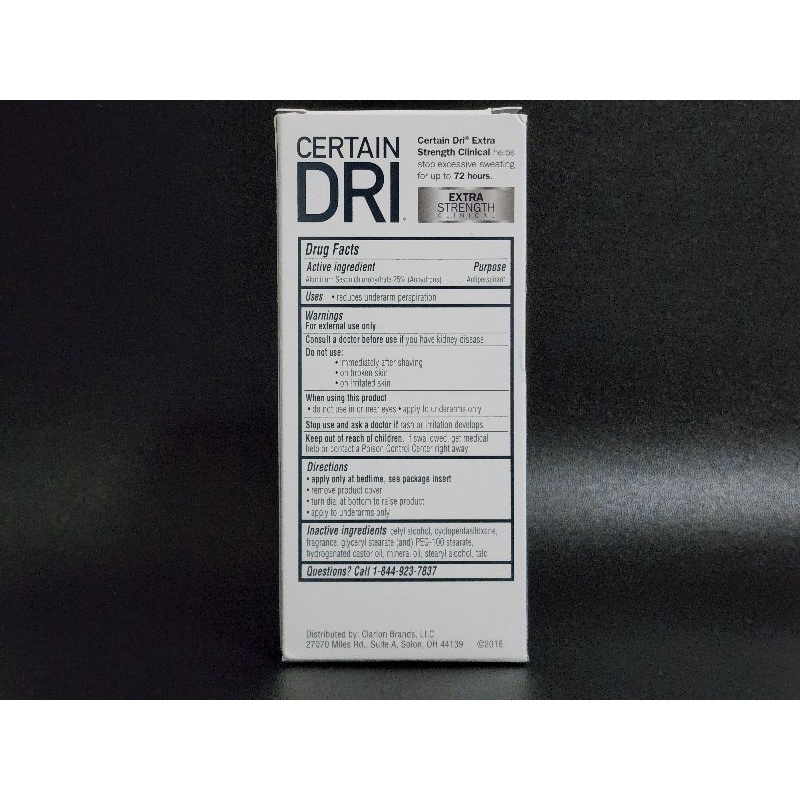 CERTAIN
DRI
Certain Dri® Extra
Strength Clinical helps
stop excessive sweating
for up to 72 hours.
EXTRA
STRENGTH
CLINICAL
Drug Facts
Active ingredient Purpose
Aluminum Sesquichlorohydrate 25% (Anhydrous) Antiperspirant
Uses • reduces underarm perspiration
Warnings
For external use only
Consult a doctor before use if you have kidney disease
Do not use:
• immediately after shaving
• on broken skin
• on irritated skin
When using this product
• do not use in or near eyes • apply to underarms only
Stop use and ask a doctor if rash or irritation develops
Keep out of reach of children. If swallowed, get medical
help or contact a Poison Control Center right away
Directions
• apply only at bedtime, see package insert
• remove product cover
• turn dial at bottom to raise product
• apply to underarms only
Inactive ingredients cetyl alcohol, cyclopentasiloxane,
fragrance, glyceryl stearate (and) PEG-100 stearate,
hydrogenated castor oil, mineral oil, stearyl alcohol, talc
Questions? Call 1-844-923-7837
Distributed by: Clarion Brands, LLC
27070 Miles Rd., Suite A, Solon, OH 44139 ©2016